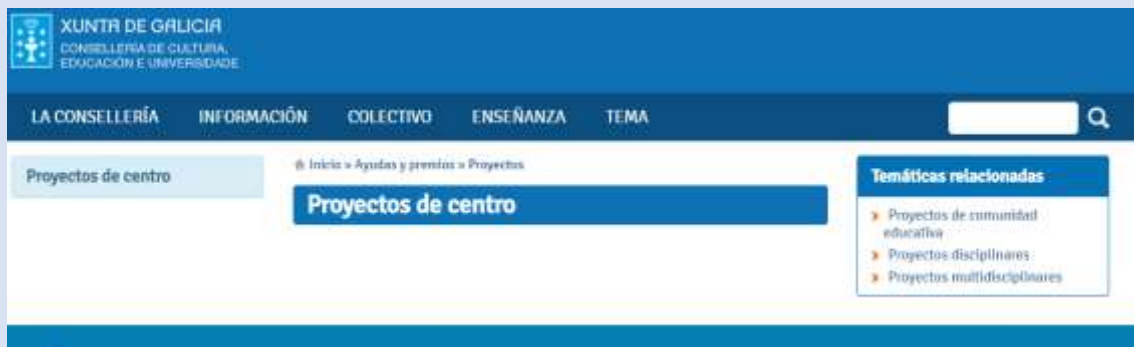 XUNTA DE GALICIA
CONSELLERÍA DE CULTURA,
EDUCACIÓN E UNIVERSIDADE
LA CONSELLERÍA INFORMACIÓN COLECTIVO ENSEÑANZA TEMA
Proyectos de centro
Inicio » Ayudas y premios » Proyectos
Proyectos de centro
Temáticas relacionadas
Proyectos de comunidad
educativa
Proyectos disciplinares
Proyectos multidisciplinares